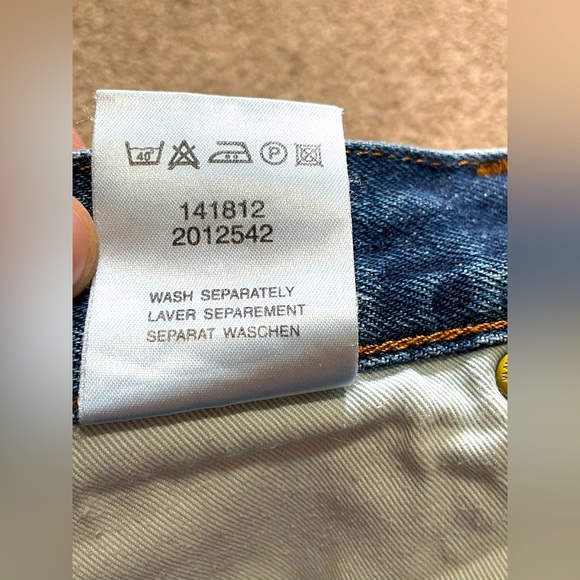 40° P
141812
2012542
WASH SEPARATELY
LAVER SEPAREMENT
SEPARAT WASCHEN